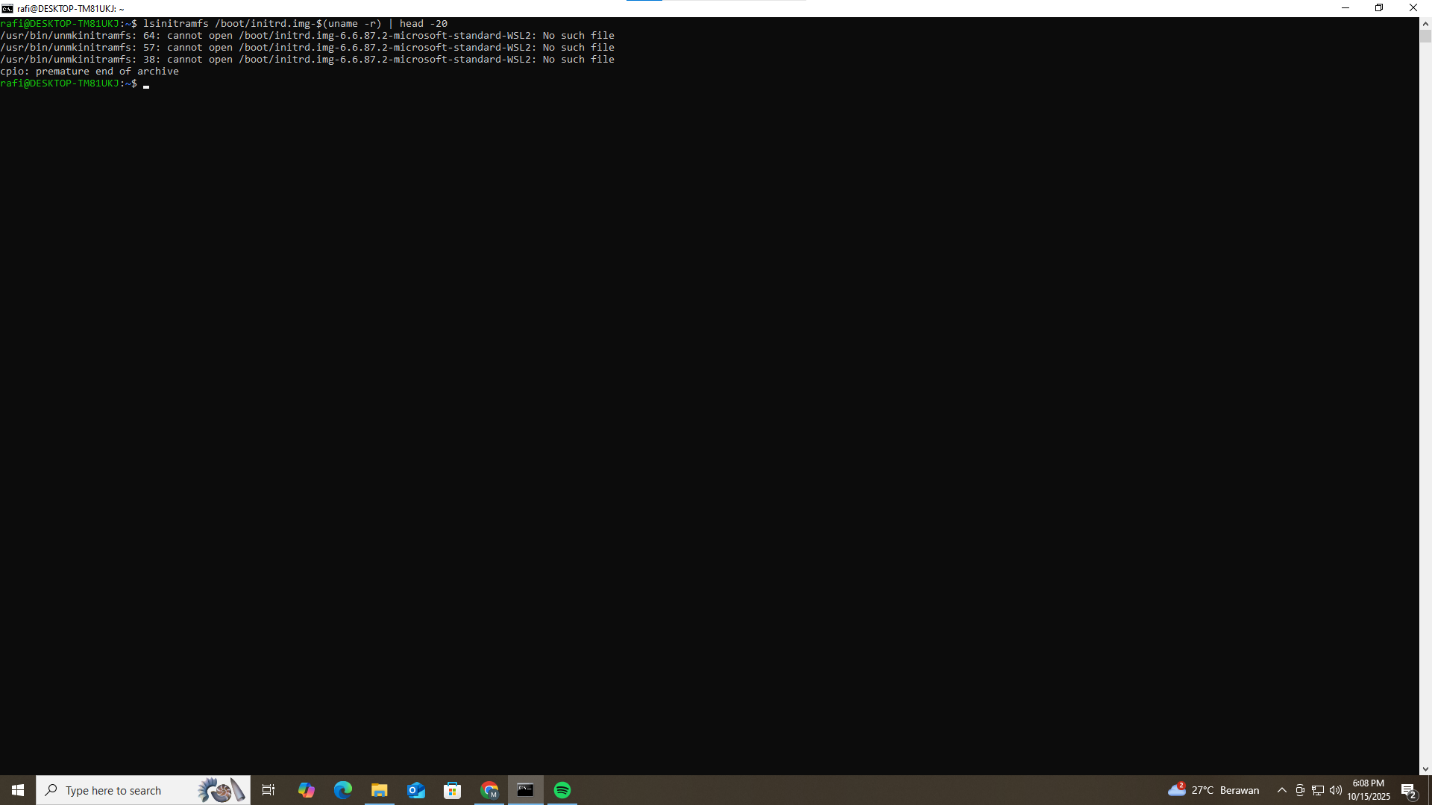 rafi@DESKTOP-TM81UKJ: ~
rafi@DESKTOP-TM81UKJ:~$ lsinitramfs /boot/initrd.img-$(uname -r) | head -20
/usr/bin/unmkinitramfs: 64: cannot open /boot/initrd.img-6.6.87.2-microsoft-standard-WSL2: No such file
/usr/bin/unmkinitramfs: 57: cannot open /boot/initrd.img-6.6.87.2-microsoft-standard-WSL2: No such file
/usr/bin/unmkinitramfs: 38: cannot open /boot/initrd.img-6.6.87.2-microsoft-standard-WSL2: No such file
cpio: premature end of archive
rafi@DESKTOP-TM81UKJ:~$
Type here to search
2
27°C Berawan
6:08 PM
10/15/2025
2